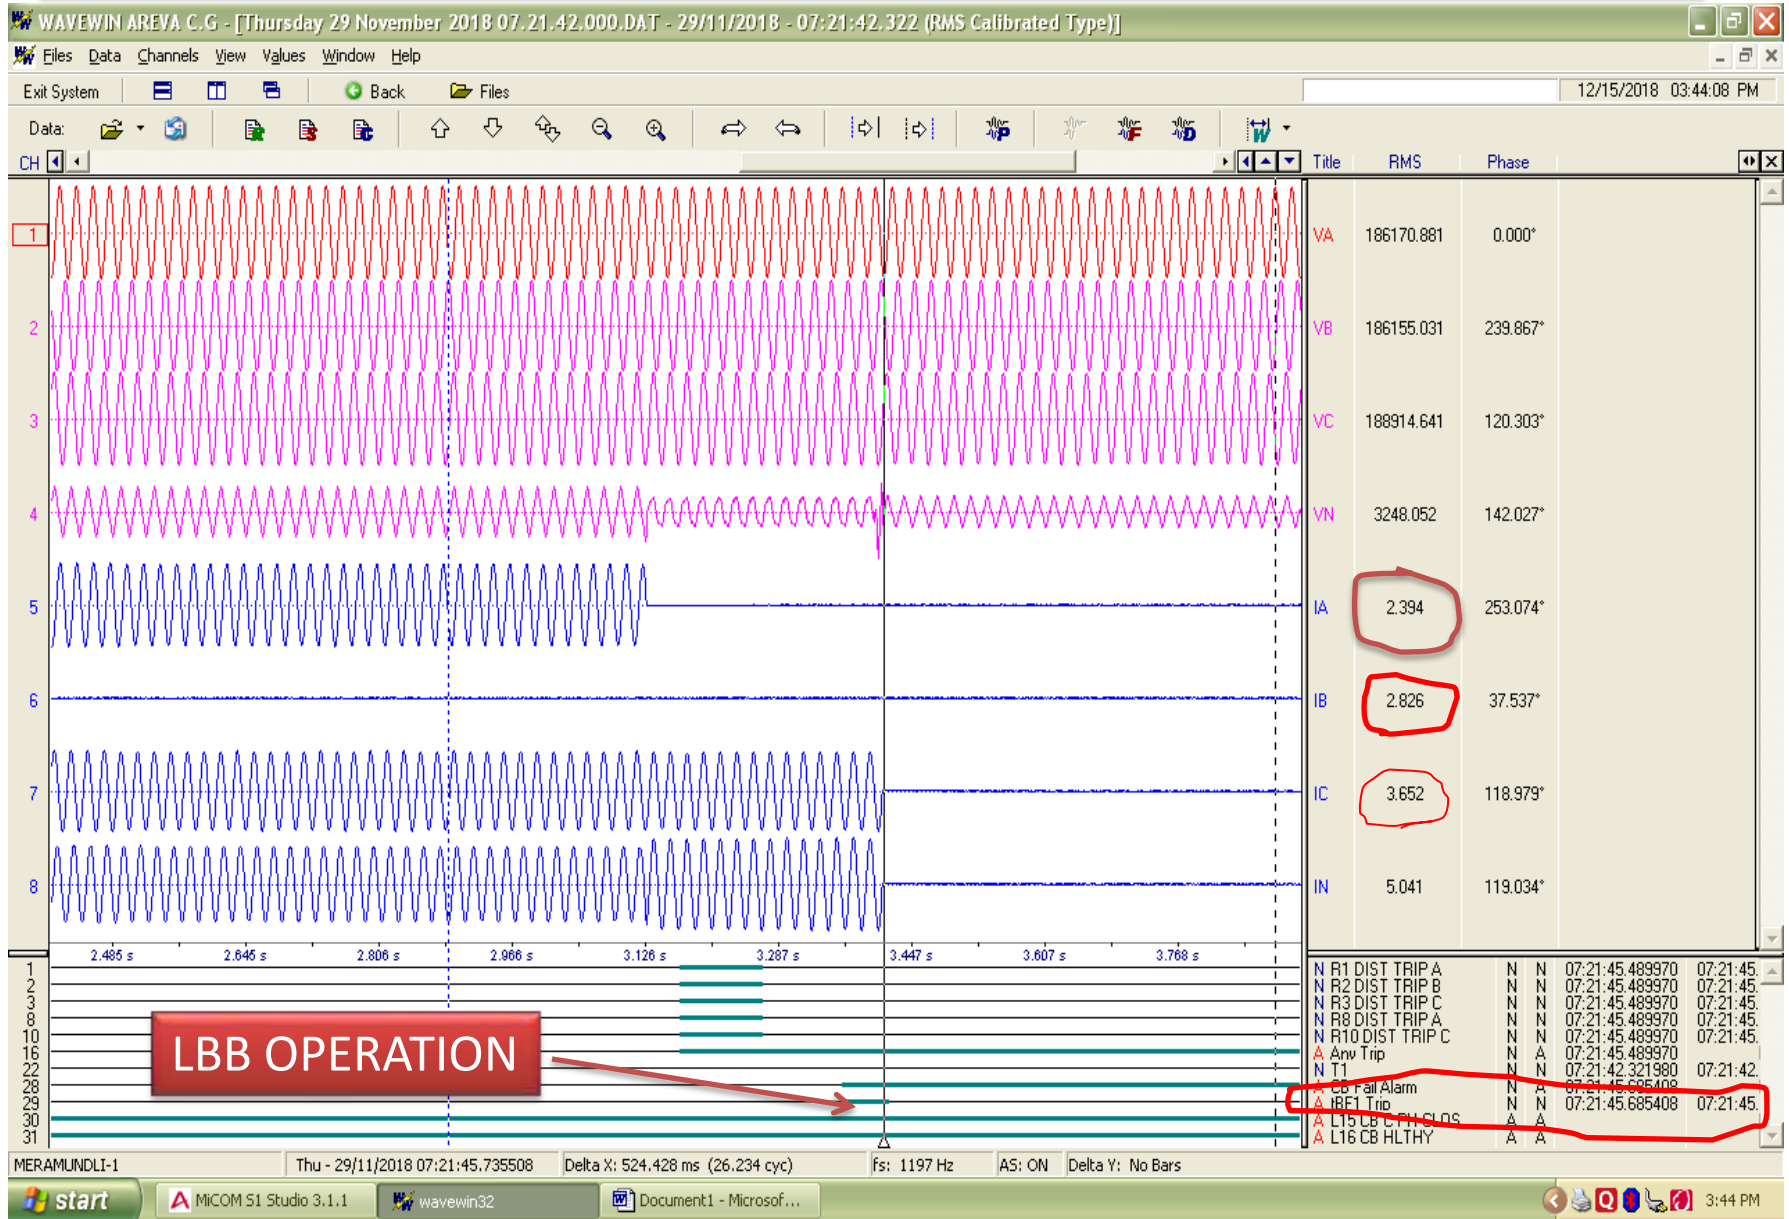 WAVEWIN AREVA C.G - [Thursday 29 November 2018 07.21.42.000.DAT - 29/11/2018 - 07:21:42.322 (RMS Calibrated Type)]
Files Data Channels View Values Window Help
Exit System Back Files 12/15/2018 03:44:08 PM
Data:
CH Title RMS Phase
1 VA 186170.881 0.000°
2 VB 186155.031 239.867°
3 VC 188914.641 120.303°
4 VN 3248.052 142.027°
5 IA 2.394 253.074°
6 IB 2.826 37.537°
7 IC 3.652 118.979°
8 IN 5.041 119.034°
2.485 s 2.645 s 2.806 s 2.966 s 3.126 s 3.287 s 3.447 s 3.607 s 3.768 s
1 N R1 DIST TRIP A N N 07:21:45.489970 07:21:45.
2 N R2 DIST TRIP B N N 07:21:45.489970 07:21:45.
3 N R3 DIST TRIP C N N 07:21:45.489970 07:21:45.
8 N R8 DIST TRIP A N N 07:21:45.489970 07:21:45.
10 N R10 DIST TRIP C N N 07:21:45.489970 07:21:45.
16 A Any Trip N A 07:21:45.489970
22 N T1 N N 07:21:42.321980 07:21:42.
28 A CB Fail Alarm N A 07:21:45.685408
29 A tBF1 Trip N N 07:21:45.685408 07:21:45.
30 A L15 CB C PH CLOS A A
31 A L16 CB HLTHY A A
LBB OPERATION
MERAMUNDLI-1 Thu - 29/11/2018 07:21:45.735508 Delta X: 524.428 ms (26.234 cyc) fs: 1197 Hz AS: ON Delta Y: No Bars
start MiCOM S1 Studio 3.1.1 wavewin32 Document1 - Microsof... 3:44 PM